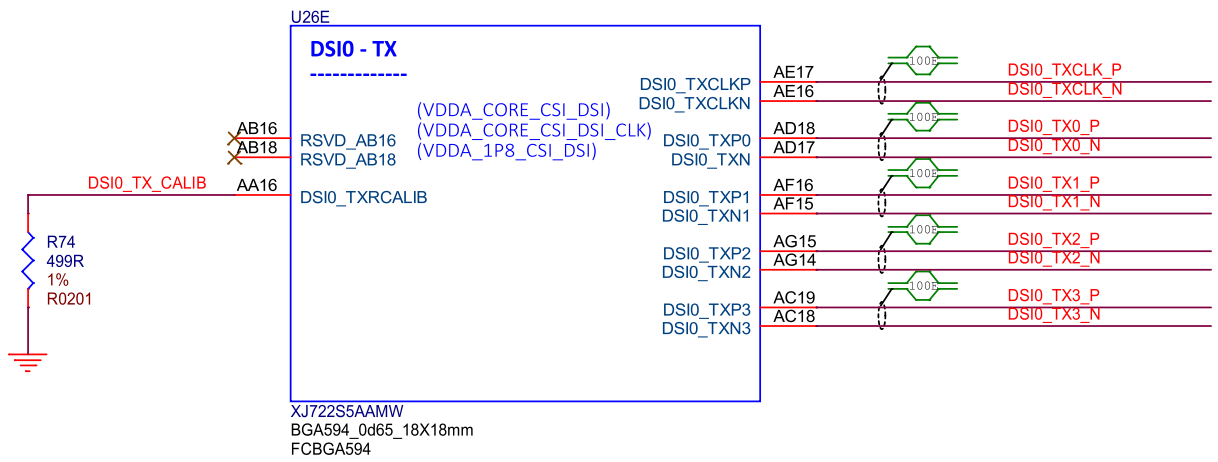 U26E
DSI0 - TX
-------------
(VDDA_CORE_CSI_DSI)
(VDDA_CORE_CSI_DSI_CLK)
(VDDA_1P8_CSI_DSI)
AB16
RSVD_AB16
AB18
RSVD_AB18
DSI0_TX_CALIB
AA16
DSI0_TXRCALIB
R74
499R
1%
R0201
DSI0_TXCLKP
AE17
100E
DSI0_TXCLK_P
DSI0_TXCLKN
AE16
DSI0_TXCLK_N
DSI0_TXP0
AD18
100E
DSI0_TX0_P
DSI0_TXN
AD17
DSI0_TX0_N
DSI0_TXP1
AF16
100E
DSI0_TX1_P
DSI0_TXN1
AF15
DSI0_TX1_N
DSI0_TXP2
AG15
100E
DSI0_TX2_P
DSI0_TXN2
AG14
DSI0_TX2_N
DSI0_TXP3
AC19
100E
DSI0_TX3_P
DSI0_TXN3
AC18
DSI0_TX3_N
XJ722S5AAMW
BGA594_0d65_18X18mm
FCBGA594